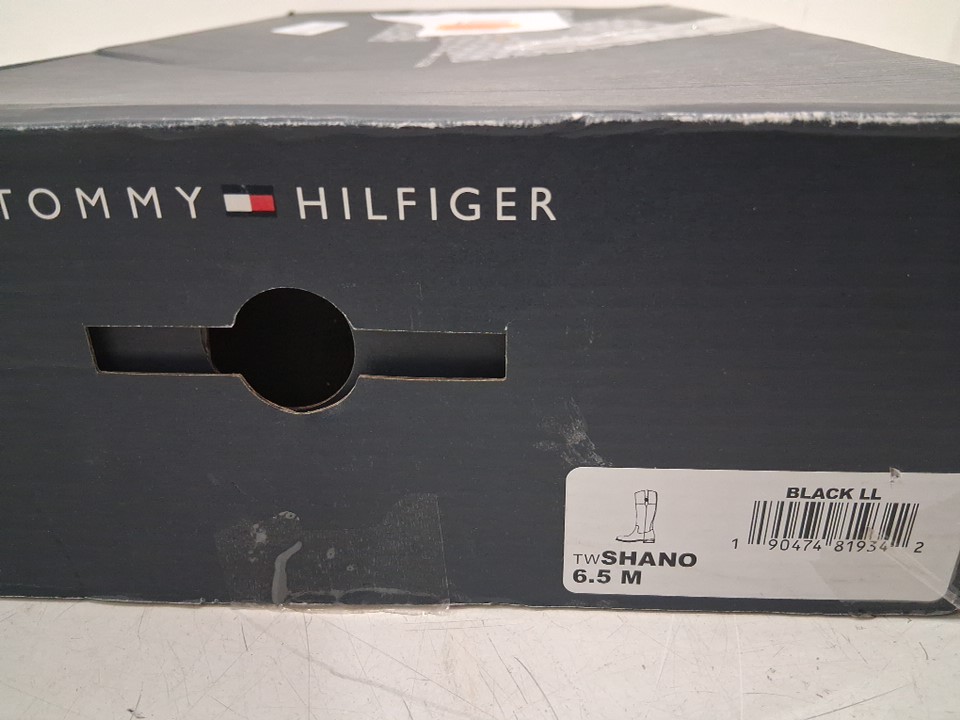 TOMMY HILFIGER
BLACK LL
1 90474 81934 2
TWSHANO
6.5 M